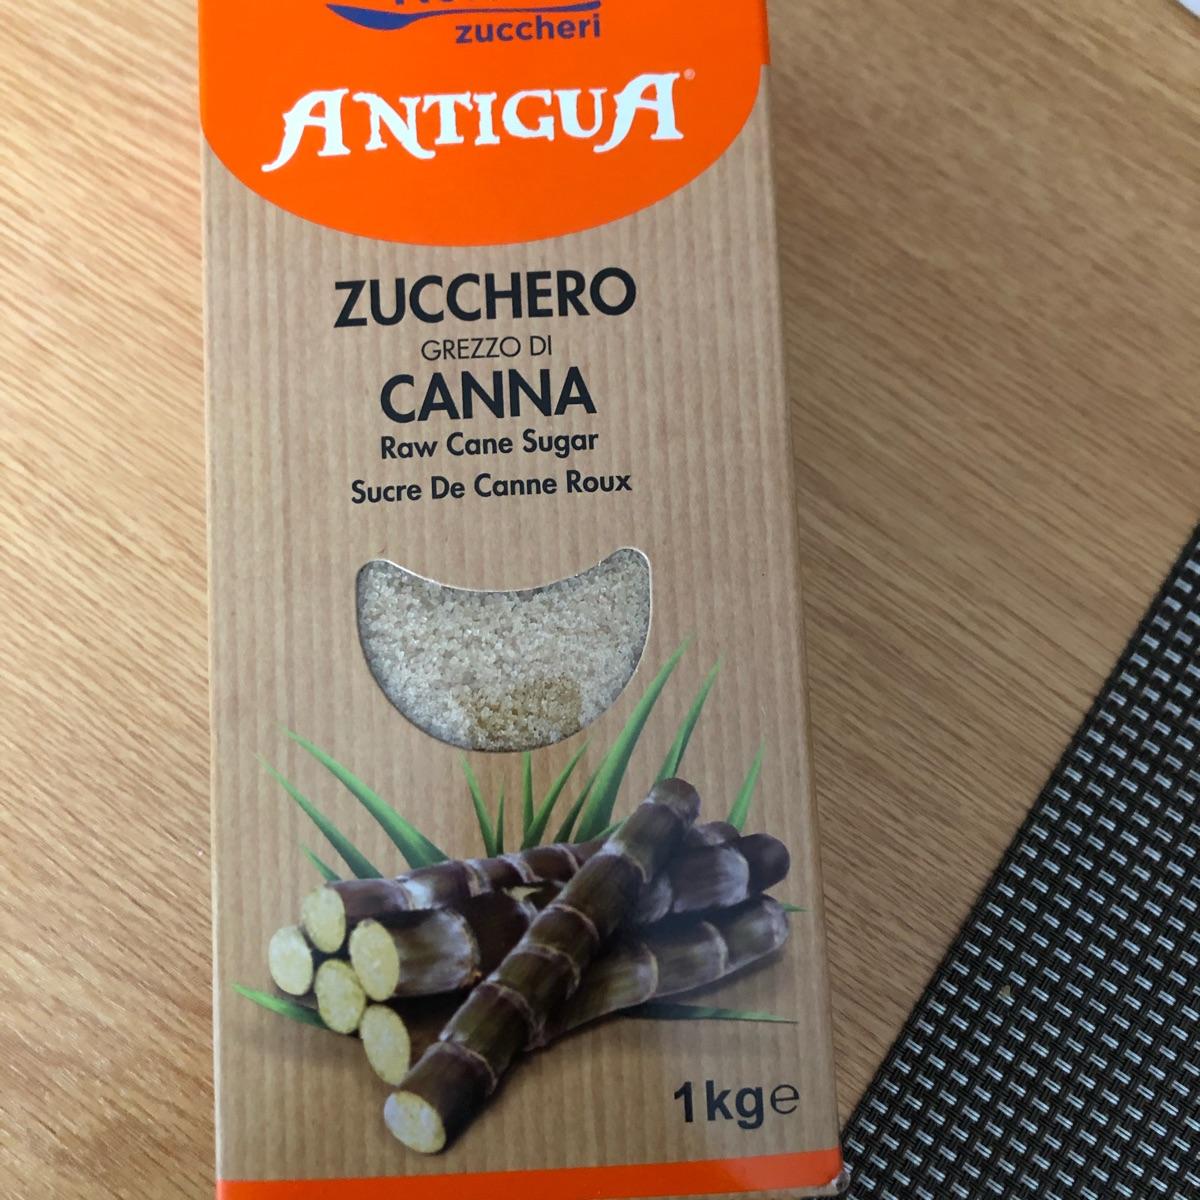 zuccheri
ANTIGUA®
ZUCCHERO
GREZZO DI
CANNA
Raw Cane Sugar
Sucre De Canne Roux
1kg℮